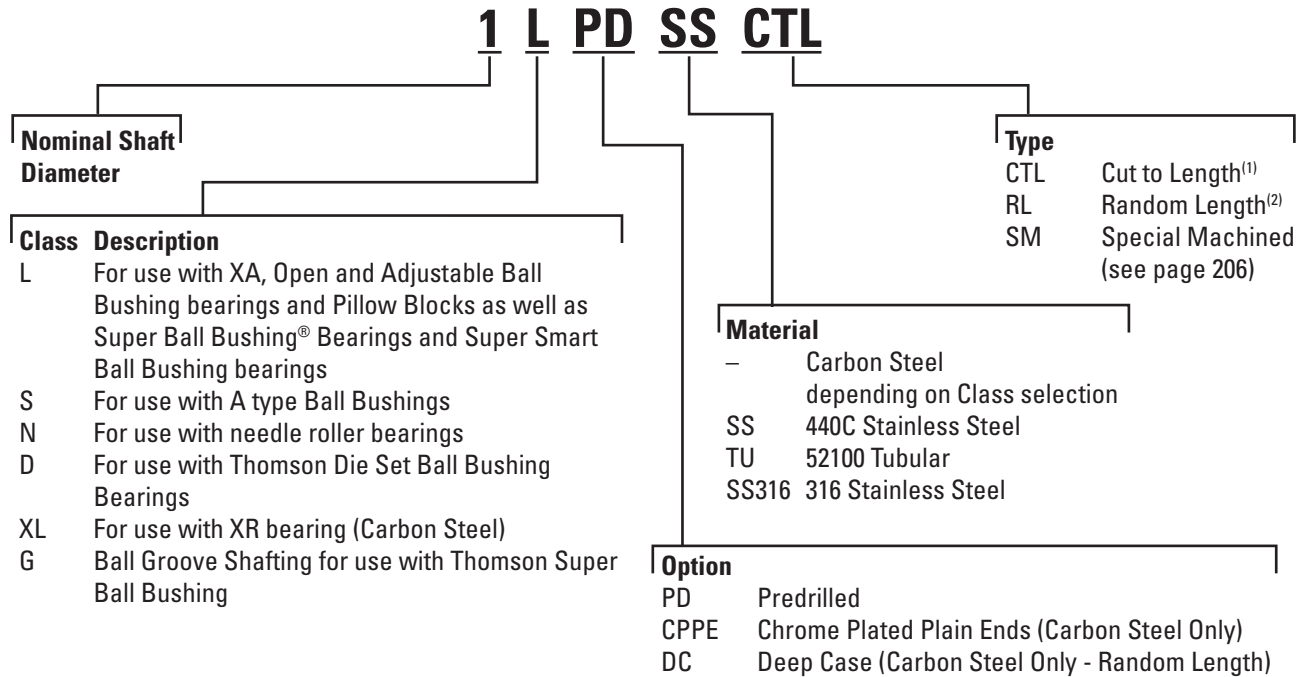 1 L PD SS CTL
Nominal Shaft
Diameter
Class Description
L For use with XA, Open and Adjustable Ball
Bushing bearings and Pillow Blocks as well as
Super Ball Bushing® Bearings and Super Smart
Ball Bushing bearings
S For use with A type Ball Bushings
N For use with needle roller bearings
D For use with Thomson Die Set Ball Bushing
Bearings
XL For use with XR bearing (Carbon Steel)
G Ball Groove Shafting for use with Thomson Super
Ball Bushing
Type
CTL Cut to Length(1)
RL Random Length(2)
SM Special Machined
(see page 206)
Material
– Carbon Steel
depending on Class selection
SS 440C Stainless Steel
TU 52100 Tubular
SS316 316 Stainless Steel
Option
PD Predrilled
CPPE Chrome Plated Plain Ends (Carbon Steel Only)
DC Deep Case (Carbon Steel Only - Random Length)